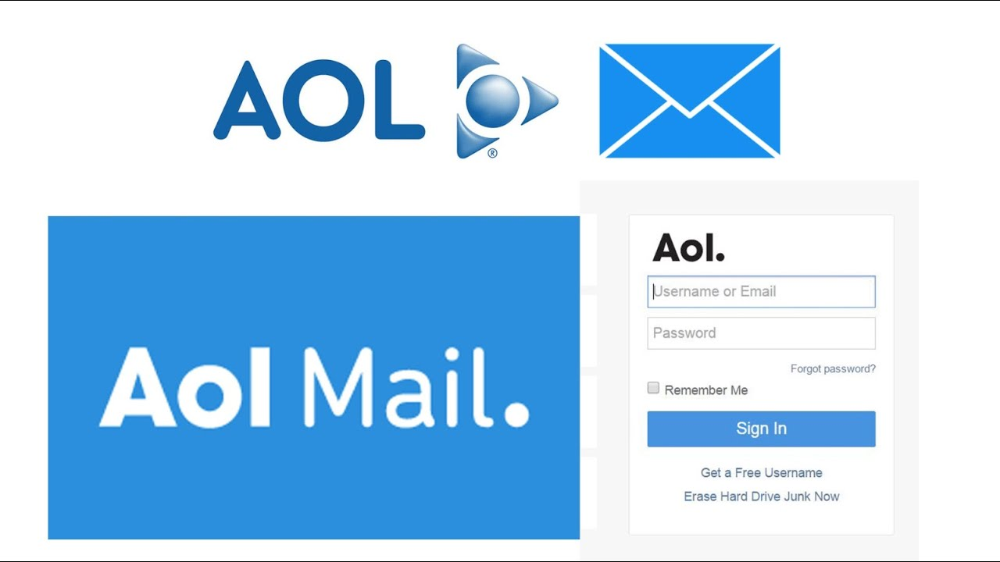 AOL
®
Aol Mail.
Aol.
Username or Email
Password
Forgot password?
Remember Me
Sign In
Get a Free Username
Erase Hard Drive Junk Now